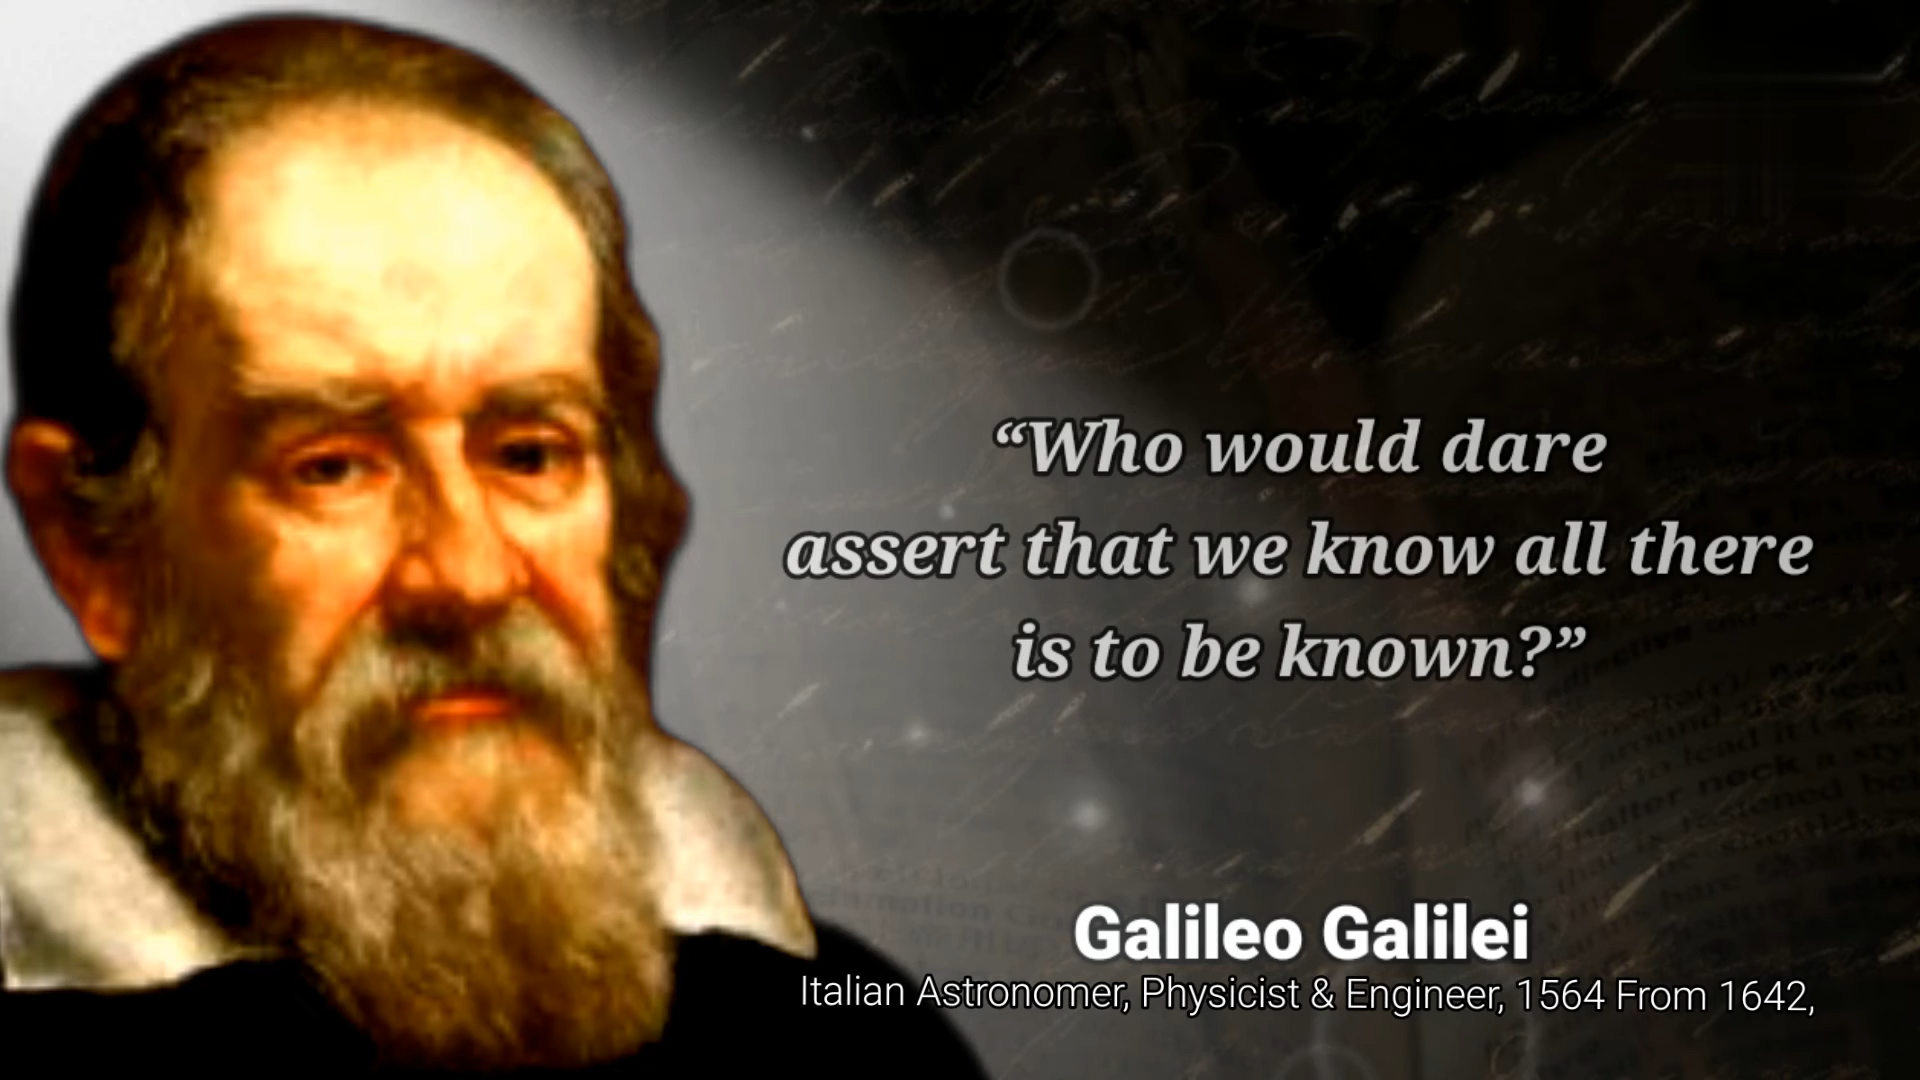 “Who would dare
assert that we know all there
is to be known?”
Galileo Galilei
Italian Astronomer, Physicist & Engineer, 1564 From 1642,